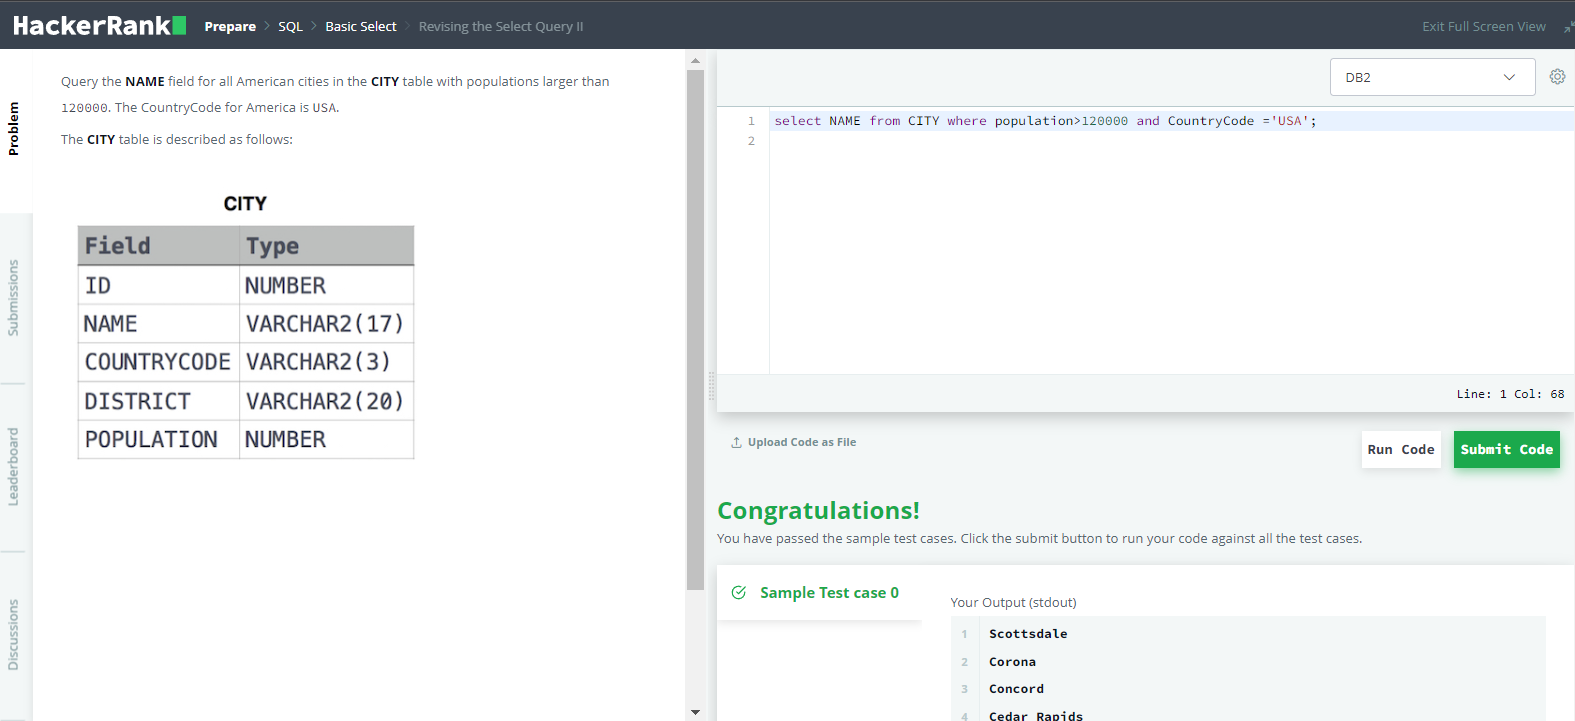 HackerRank
Prepare > SQL > Basic Select > Revising the Select Query II
Exit Full Screen View
Problem
Submissions
Leaderboard
Discussions
Query the NAME field for all American cities in the CITY table with populations larger than
120000. The CountryCode for America is USA.
The CITY table is described as follows:
CITY
Field Type
ID NUMBER
NAME VARCHAR2(17)
COUNTRYCODE VARCHAR2(3)
DISTRICT VARCHAR2(20)
POPULATION NUMBER
DB2
1 select NAME from CITY where population>120000 and CountryCode ='USA';
2
Line: 1 Col: 68
Upload Code as File
Run Code
Submit Code
Congratulations!
You have passed the sample test cases. Click the submit button to run your code against all the test cases.
Sample Test case 0
Your Output (stdout)
1 Scottsdale
2 Corona
3 Concord
4 Cedar Rapids